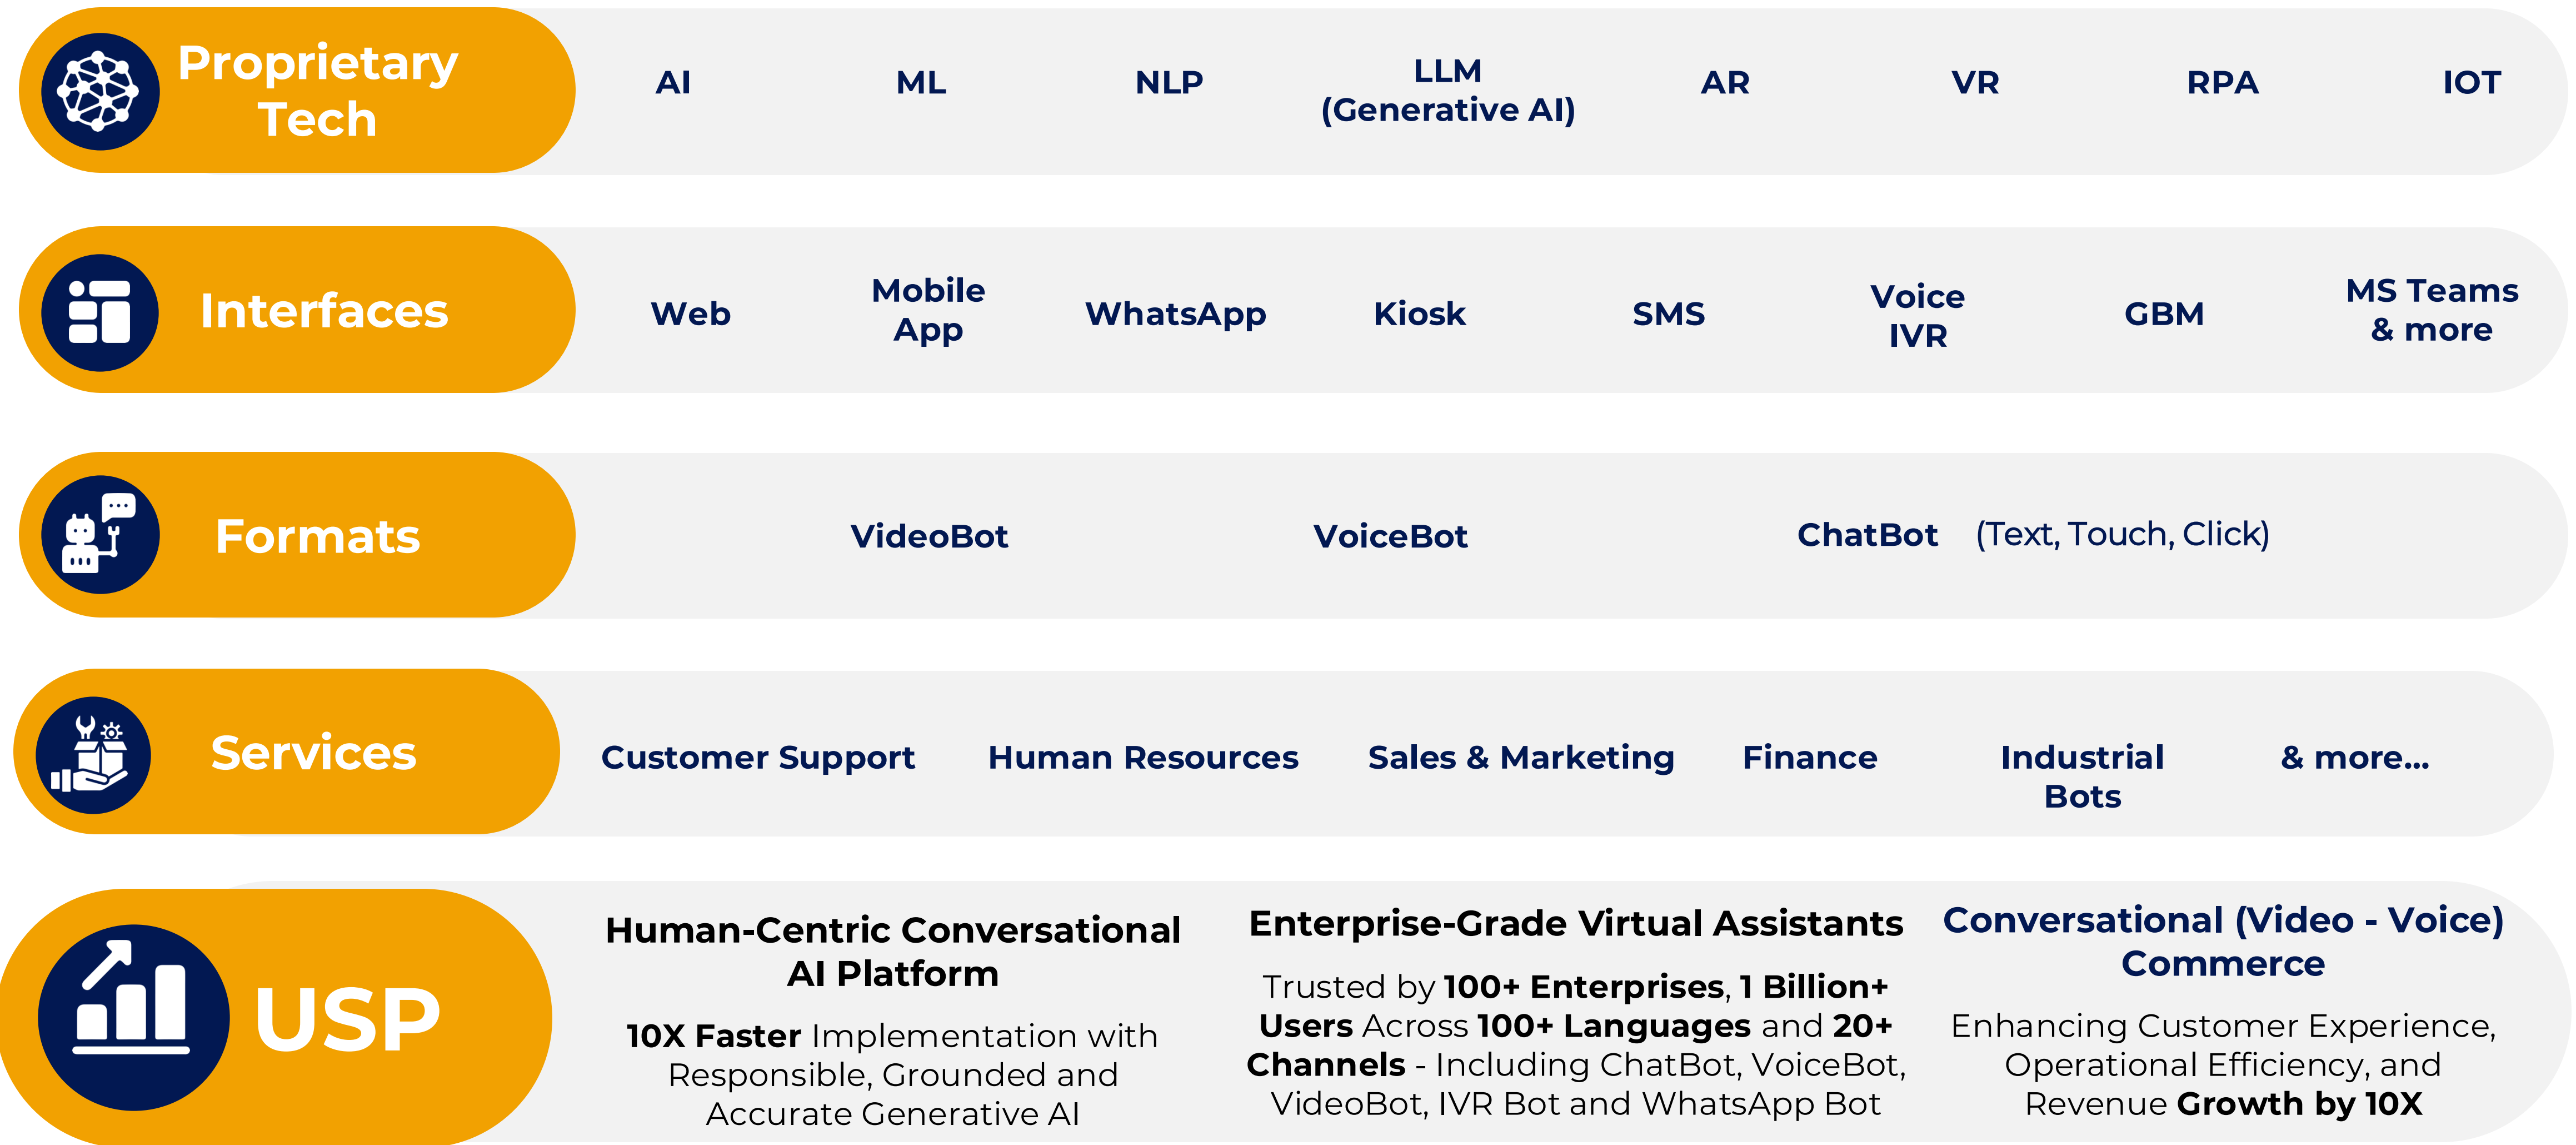 Proprietary
Tech
AI
ML
NLP
LLM
(Generative AI)
AR
VR
RPA
IOT
Interfaces
Web
Mobile
App
WhatsApp
Kiosk
SMS
Voice
IVR
GBM
MS Teams
& more
Formats
VideoBot
VoiceBot
ChatBot (Text, Touch, Click)
Services
Customer Support
Human Resources
Sales & Marketing
Finance
Industrial
Bots
& more...
USP
Human-Centric Conversational
AI Platform
10X Faster Implementation with
Responsible, Grounded and
Accurate Generative AI
Enterprise-Grade Virtual Assistants
Trusted by 100+ Enterprises, 1 Billion+
Users Across 100+ Languages and 20+
Channels - Including ChatBot, VoiceBot,
VideoBot, IVR Bot and WhatsApp Bot
Conversational (Video - Voice)
Commerce
Enhancing Customer Experience,
Operational Efficiency, and
Revenue Growth by 10X